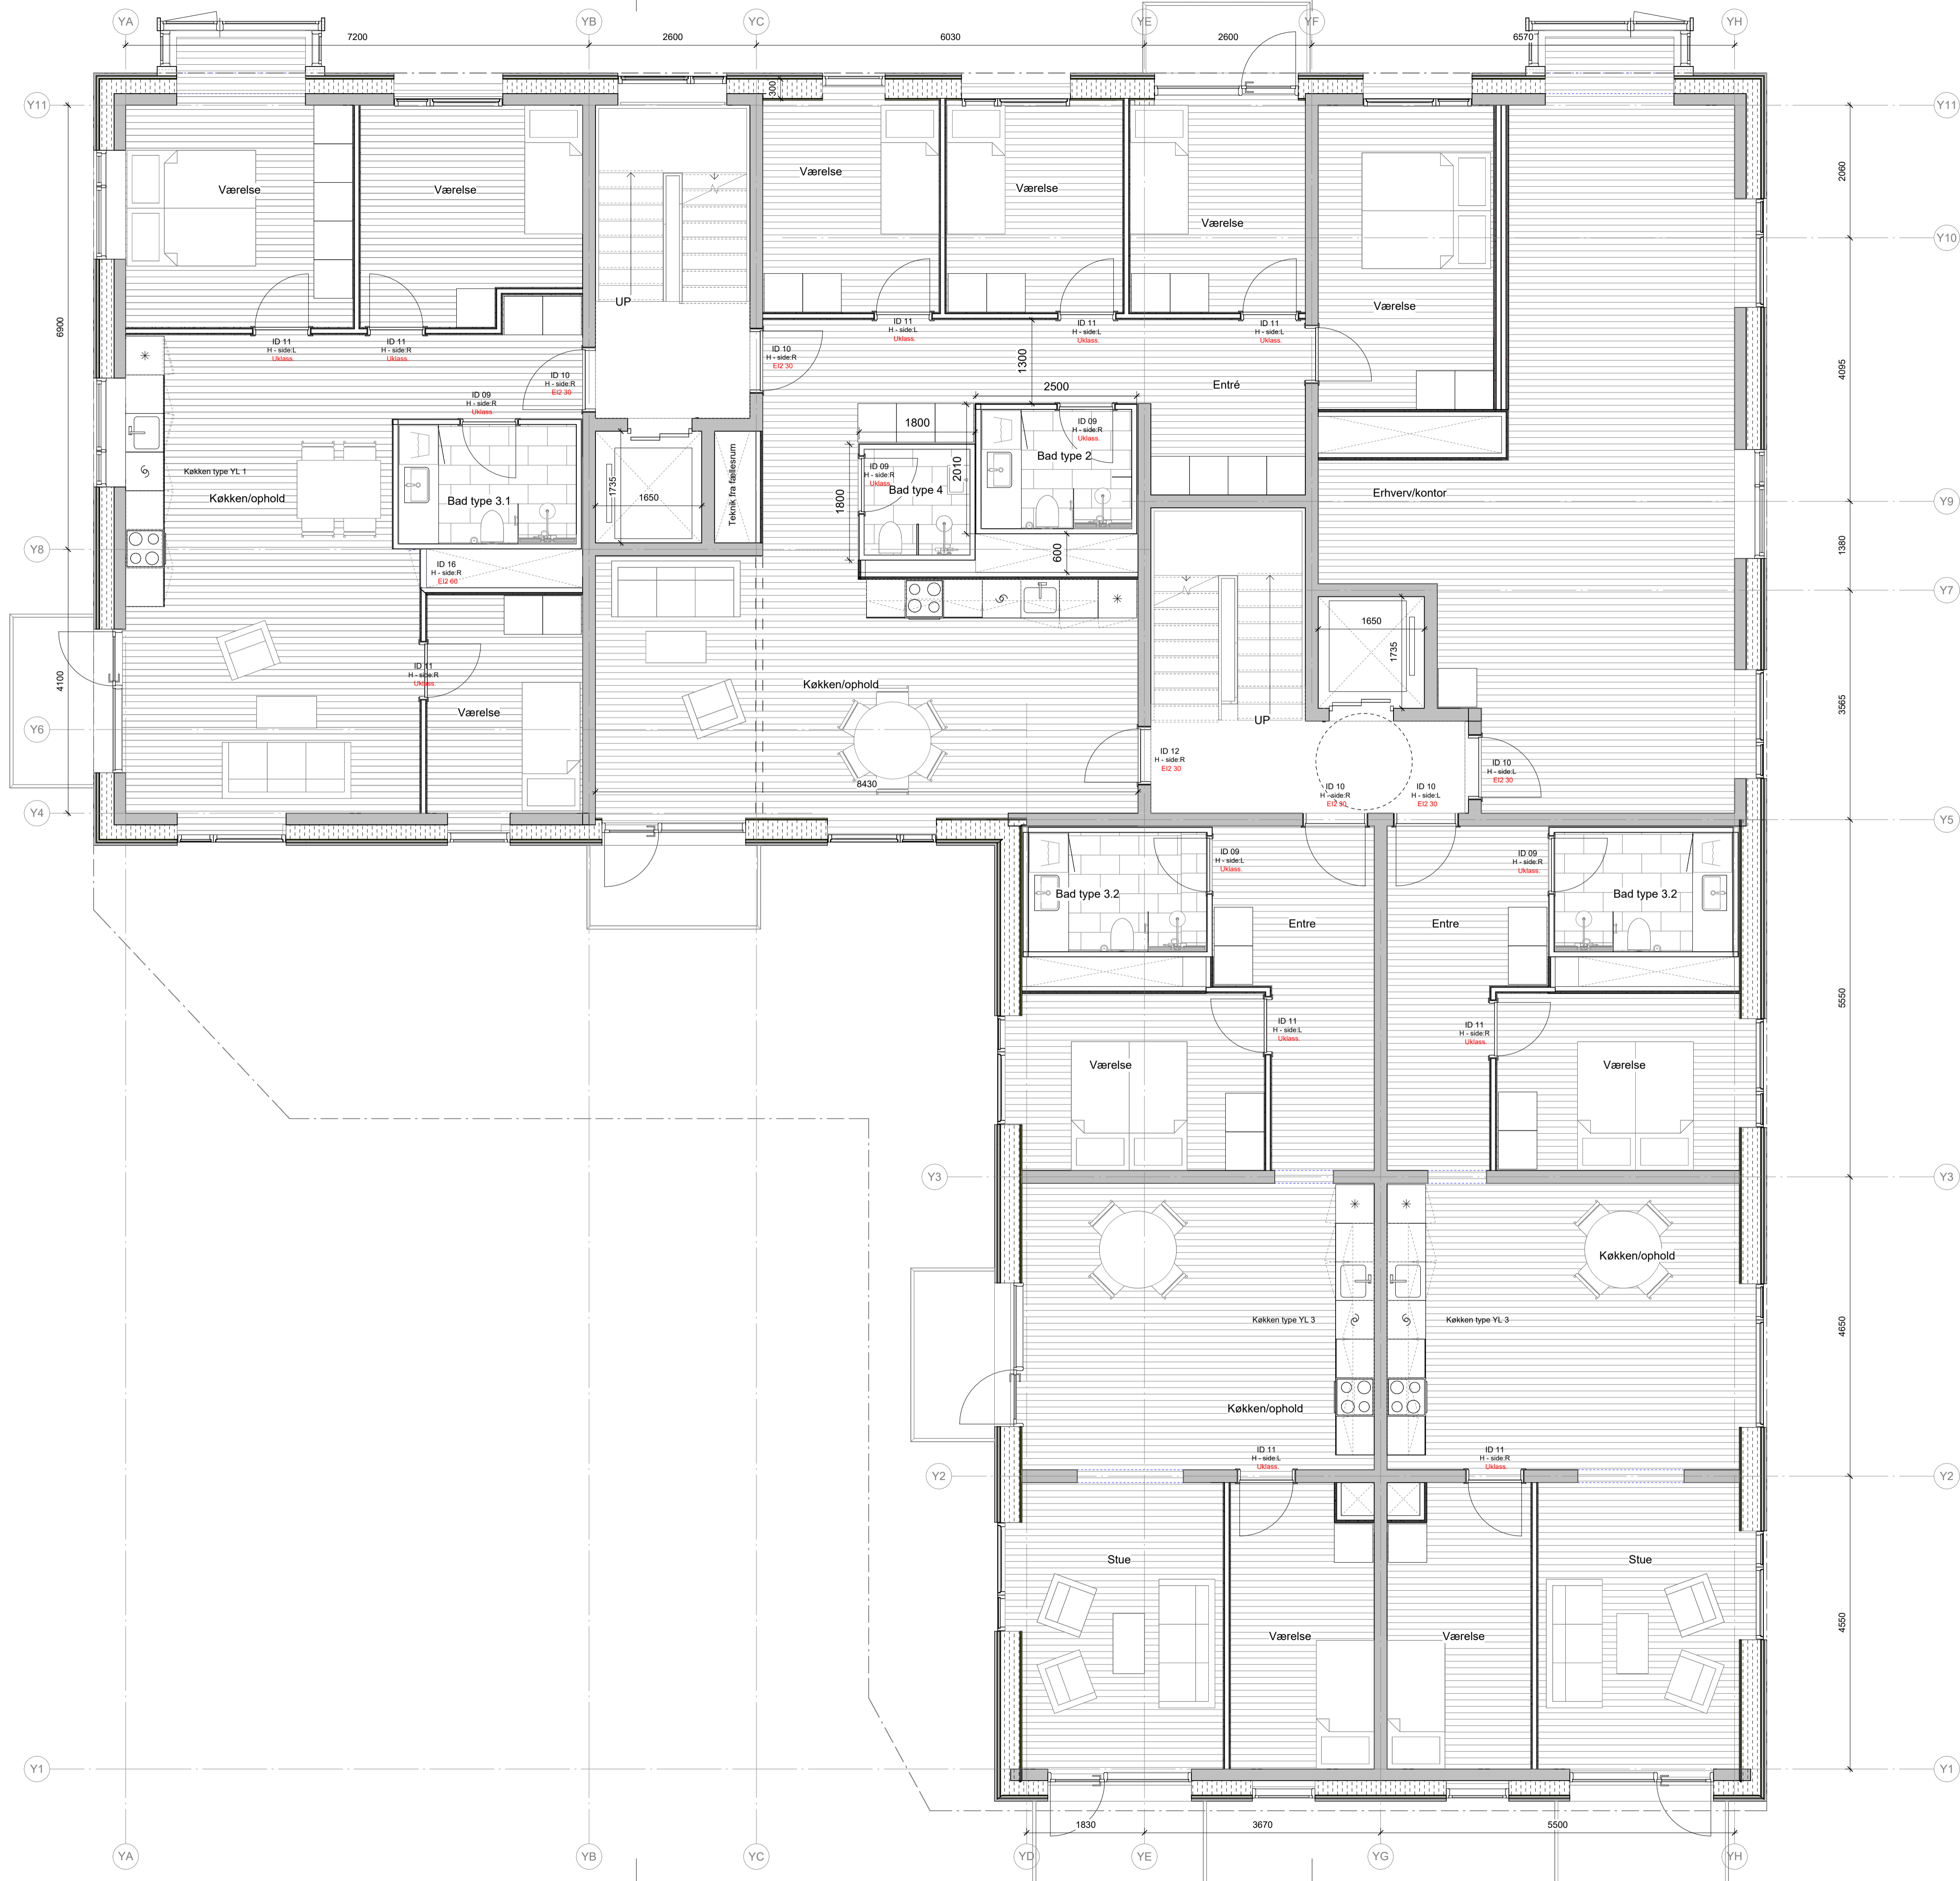 YA
YB
YC
YE
YF
YH
7200
2600
6030
2600
6570
Y11
Y11
300
Værelse
Værelse
Værelse
Værelse
Værelse
2060
Y10
UP
Værelse
6900
ID 11
H - side:L
Uklass.
ID 11
H - side:R
Uklass.
ID 10
H - side:R
EI2 30
ID 10
H - side:R
EI2 30
ID 11
H - side:L
Uklass.
ID 11
H - side:L
Uklass.
ID 11
H - side:L
Uklass.
1300
Entré
2500
4095
ID 09
H - side:R
Uklass.
1800
ID 09
H - side:R
Uklass.
Køkken type YL 1
Køkken/ophold
Bad type 3.1
1735
1650
Teknik fra fællesrum
1800
ID 09
H - side:R
Uklass.
Bad type 4
2010
Bad type 2
Erhverv/kontor
Y9
Y8
600
1380
ID 16
H - side:R
EI2 60
Y7
1650
1735
4100
ID 11
H - side:R
Uklass.
Køkken/ophold
Værelse
3565
UP
Y6
ID 12
H - side:R
EI2 30
ID 10
H - side:L
EI2 30
8430
ID 10
H - side:R
EI2 30
ID 10
H - side:L
EI2 30
Y4
Y5
ID 09
H - side:L
Uklass.
ID 09
H - side:R
Uklass.
Bad type 3.2
Bad type 3.2
Entre
Entre
5550
ID 11
H - side:L
Uklass.
ID 11
H - side:R
Uklass.
Værelse
Værelse
Y3
Y3
Køkken/ophold
Køkken type YL 3
Køkken type YL 3
4650
Køkken/ophold
ID 11
H - side:L
Uklass.
ID 11
H - side:R
Uklass.
Y2
Y2
Stue
Stue
4550
Værelse
Værelse
Y1
Y1
1830
3670
5500
YA
YB
YC
YD
YE
YG
YH